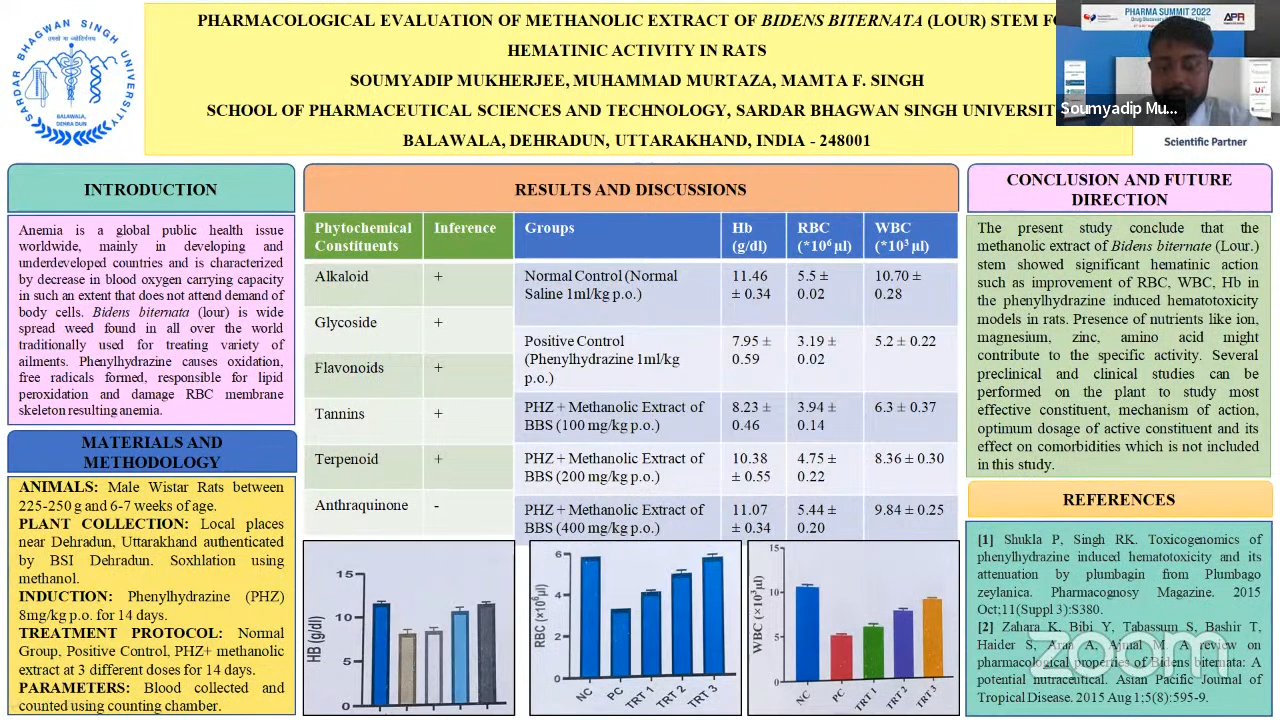 SARDAR BHAGWAN SINGH UNIVERSITY
BALAWALA,
DEHRA DUN
PHARMACOLOGICAL EVALUATION OF METHANOLIC EXTRACT OF BIDENS BITERNATA (LOUR) STEM FO
HEMATINIC ACTIVITY IN RATS
SOUMYADIP MUKHERJEE, MUHAMMAD MURTAZA, MAMTA F. SINGH
SCHOOL OF PHARMACEUTICAL SCIENCES AND TECHNOLOGY, SARDAR BHAGWAN SINGH UNIVERSIT
BALAWALA, DEHRADUN, UTTARAKHAND, INDIA - 248001
PHARMA SUMMIT 2022
APR
Soumyadip Mu...
Scientific Partner
INTRODUCTION
Anemia is a global public health issue
worldwide, mainly in developing and
underdeveloped countries and is characterized
by decrease in blood oxygen carrying capacity
in such an extent that does not attend demand of
body cells. Bidens biternata (lour) is wide
spread weed found in all over the world
traditionally used for treating variety of
ailments. Phenylhydrazine causes oxidation,
free radicals formed, responsible for lipid
peroxidation and damage RBC membrane
skeleton resulting anemia.
MATERIALS AND
METHODOLOGY
ANIMALS: Male Wistar Rats between
225-250 g and 6-7 weeks of age.
PLANT COLLECTION: Local places
near Dehradun, Uttarakhand authenticated
by BSI Dehradun. Soxhlation using
methanol.
INDUCTION: Phenylhydrazine (PHZ)
8mg/kg p.o. for 14 days.
TREATMENT PROTOCOL: Normal
Group, Positive Control, PHZ+ methanolic
extract at 3 different doses for 14 days.
PARAMETERS: Blood collected and
counted using counting chamber.
RESULTS AND DISCUSSIONS
Phytochemical Constituents Inference
Alkaloid +
Glycoside +
Flavonoids +
Tannins +
Terpenoid +
Anthraquinone -
Groups Hb (g/dl) RBC (*10⁶ µl) WBC (*10³ µl)
Normal Control (Normal Saline 1ml/kg p.o.) 11.46 ± 0.34 5.5 ± 0.02 10.70 ± 0.28
Positive Control (Phenylhydrazine 1ml/kg p.o.) 7.95 ± 0.59 3.19 ± 0.02 5.2 ± 0.22
PHZ + Methanolic Extract of BBS (100 mg/kg p.o.) 8.23 ± 0.46 3.94 ± 0.14 6.3 ± 0.37
PHZ + Methanolic Extract of BBS (200 mg/kg p.o.) 10.38 ± 0.55 4.75 ± 0.22 8.36 ± 0.30
PHZ + Methanolic Extract of BBS (400 mg/kg p.o.) 11.07 ± 0.34 5.44 ± 0.20 9.84 ± 0.25
HB (g/dl)
15
10
5
0
RBC (×10⁶µl)
6
4
2
0
NC PC TRT 1 TRT 2 TRT 3
WBC (×10³µl)
15
10
5
0
NC PC TRT 1 TRT 2 TRT 3
CONCLUSION AND FUTURE
DIRECTION
The present study conclude that the
methanolic extract of Bidens biternate (Lour.)
stem showed significant hematinic action
such as improvement of RBC, WBC, Hb in
the phenylhydrazine induced hematotoxicity
models in rats. Presence of nutrients like ion,
magnesium, zinc, amino acid might
contribute to the specific activity. Several
preclinical and clinical studies can be
performed on the plant to study most
effective constituent, mechanism of action,
optimum dosage of active constituent and its
effect on comorbidities which is not included
in this study.
REFERENCES
[1] Shukla P, Singh RK. Toxicogenomics of
phenylhydrazine induced hematotoxicity and its
attenuation by plumbagin from Plumbago
zeylanica. Pharmacognosy Magazine. 2015
Oct;11(Suppl 3):S380.
[2] Zahara K, Bibi Y, Tabassum S, Bashir T,
Haider S, Araa A, Ajmal M. A review on
pharmacological properties of Bidens biternata: A
potential nutraceutical. Asian Pacific Journal of
Tropical Disease. 2015 Aug 1;5(8):595-9.
zoom